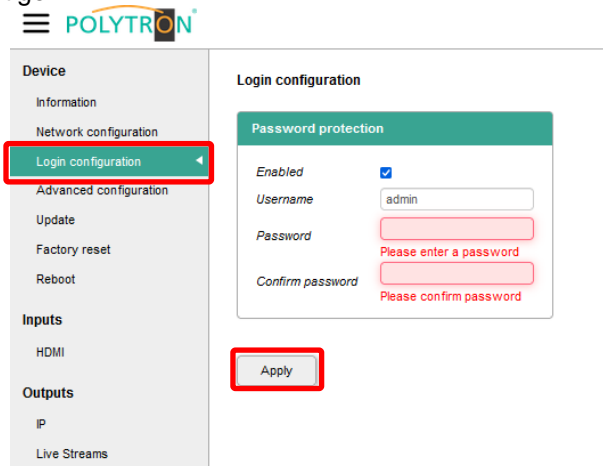 POLYTRON
Device
Information
Network configuration
Login configuration
Advanced configuration
Update
Factory reset
Reboot
Inputs
HDMI
Outputs
IP
Live Streams
Login configuration
Password protection
Enabled
Username admin
Password
Please enter a password
Confirm password
Please confirm password
Apply